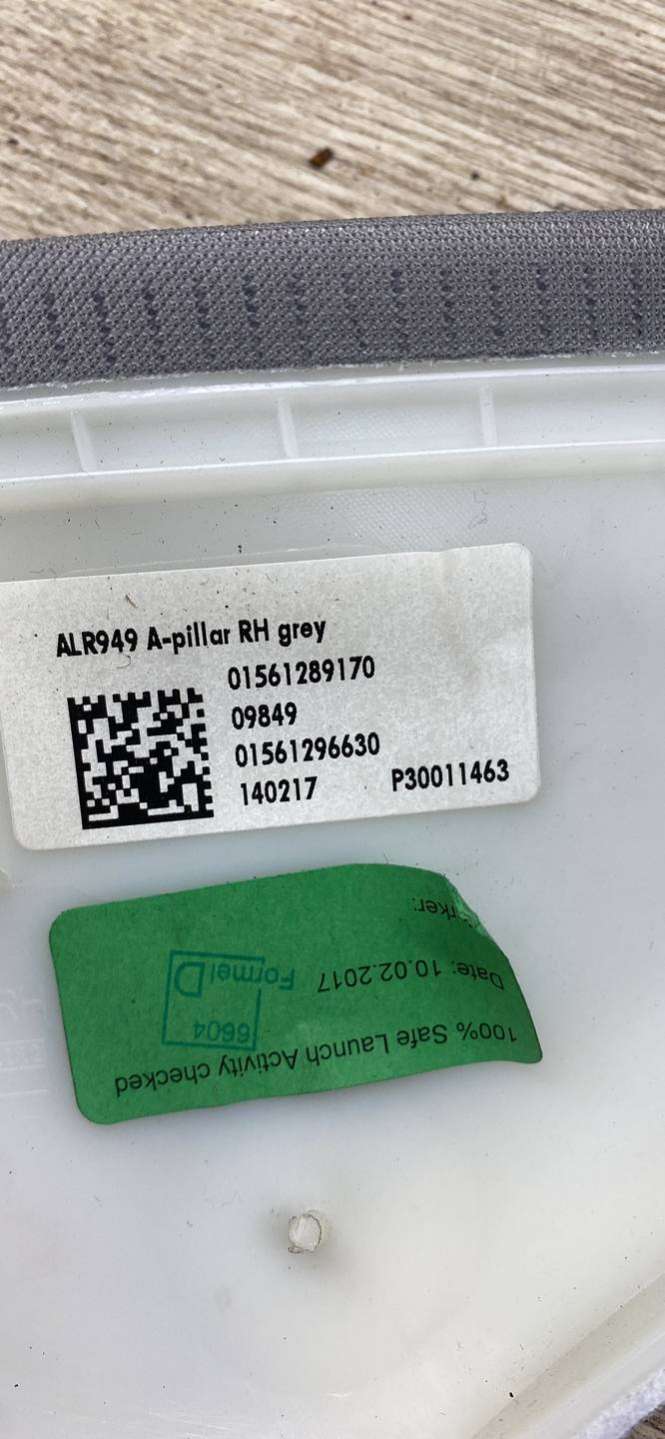 ALR949 A-pillar RH grey
01561289170
09849
01561296630
140217 P30011463
100% Safe Launch Activity checked
Date: 10.02.2017
6604
FormelD